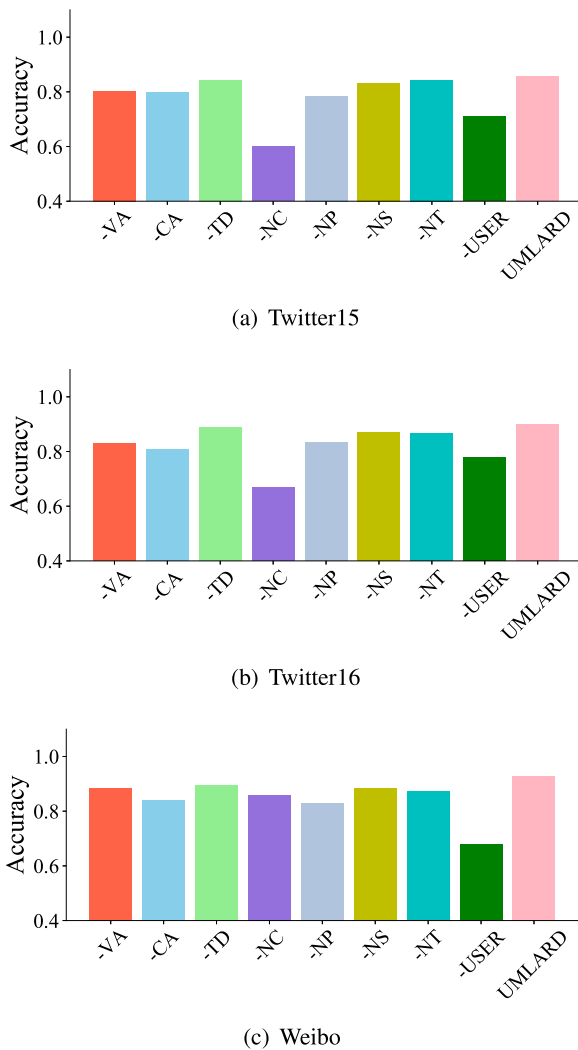 Accuracy
1.0
0.8
0.6
0.4
-VA -CA -TD -NC -NP -NS -NT -USER UMLARD
(a) Twitter15
Accuracy
1.0
0.8
0.6
0.4
-VA -CA -TD -NC -NP -NS -NT -USER UMLARD
(b) Twitter16
Accuracy
1.0
0.8
0.6
0.4
-VA -CA -TD -NC -NP -NS -NT -USER UMLARD
(c) Weibo